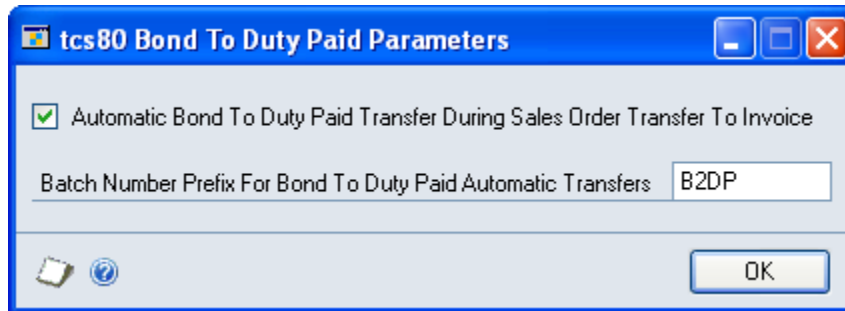 tcs80 Bond To Duty Paid Parameters
Automatic Bond To Duty Paid Transfer During Sales Order Transfer To Invoice
Batch Number Prefix For Bond To Duty Paid Automatic Transfers B2DP
OK